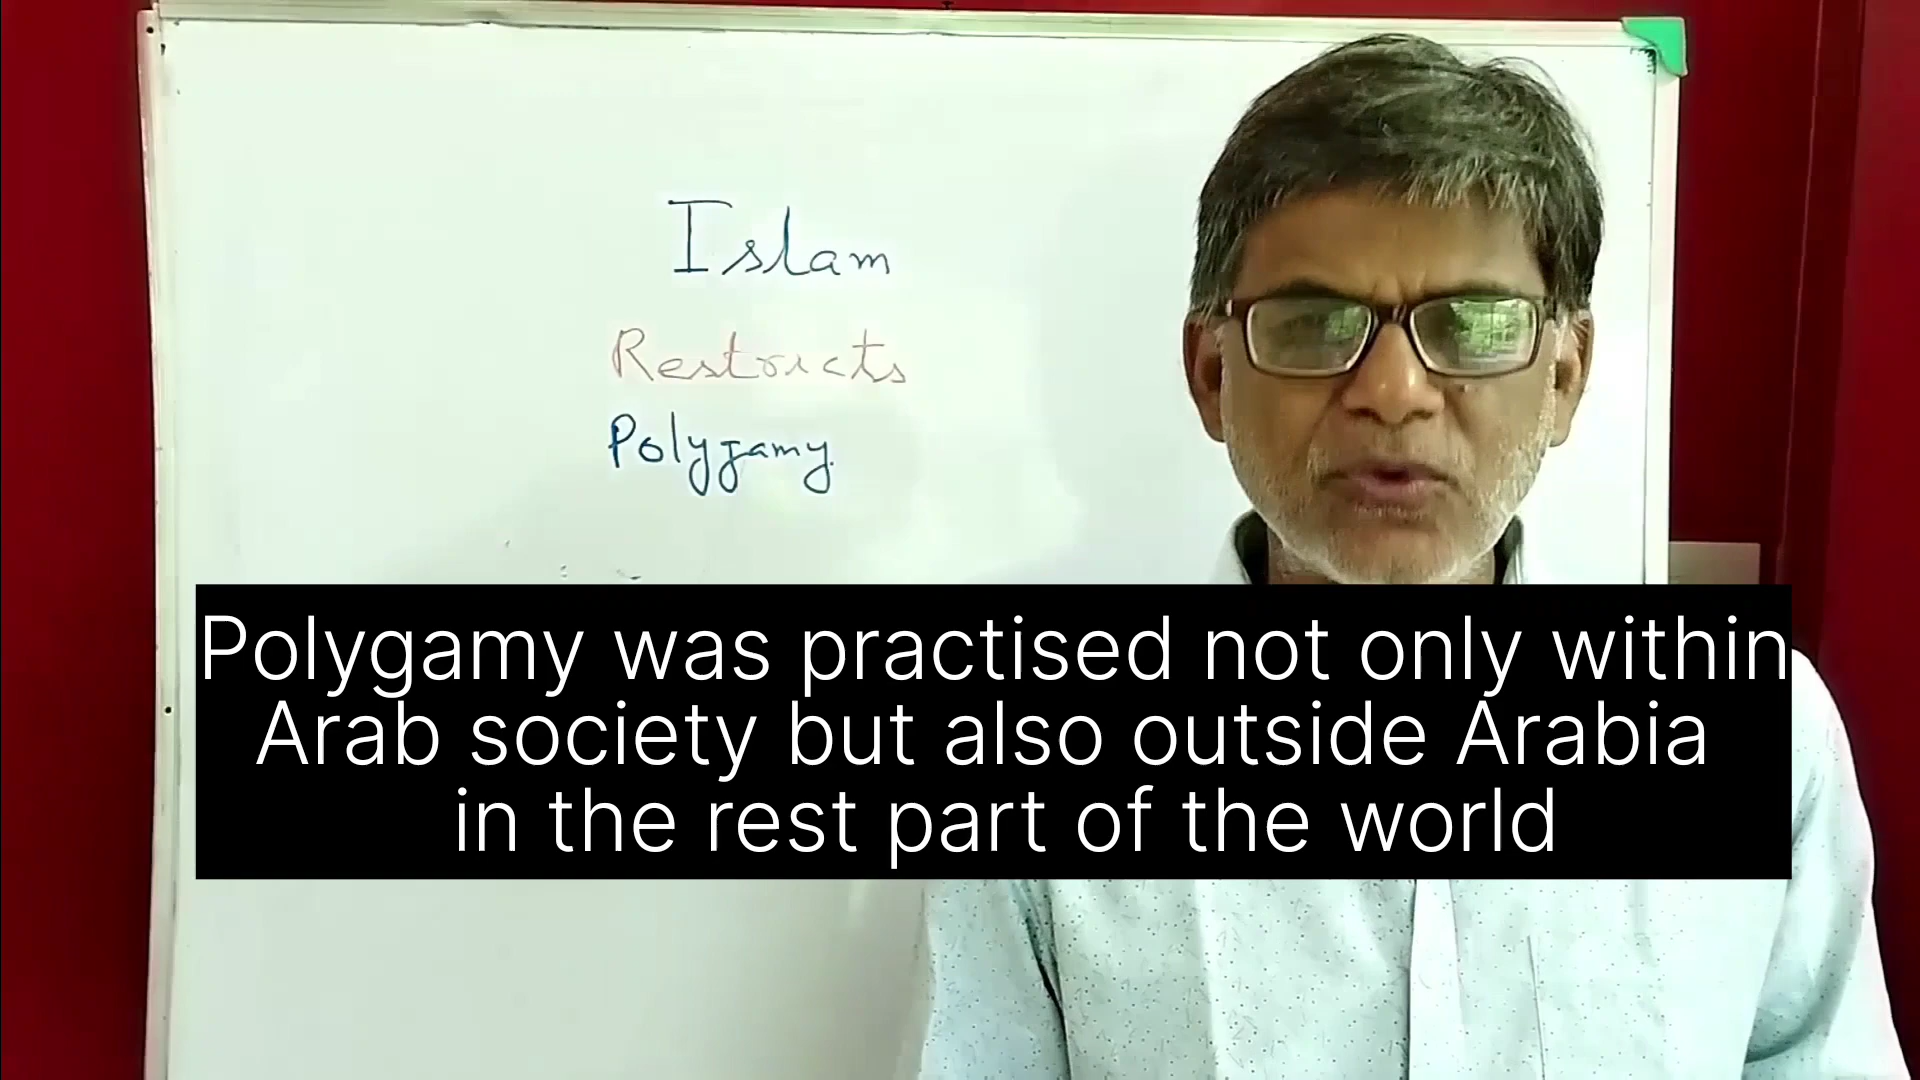 Islam
Restricts
Polygamy.
Polygamy was practised not only within
Arab society but also outside Arabia
in the rest part of the world